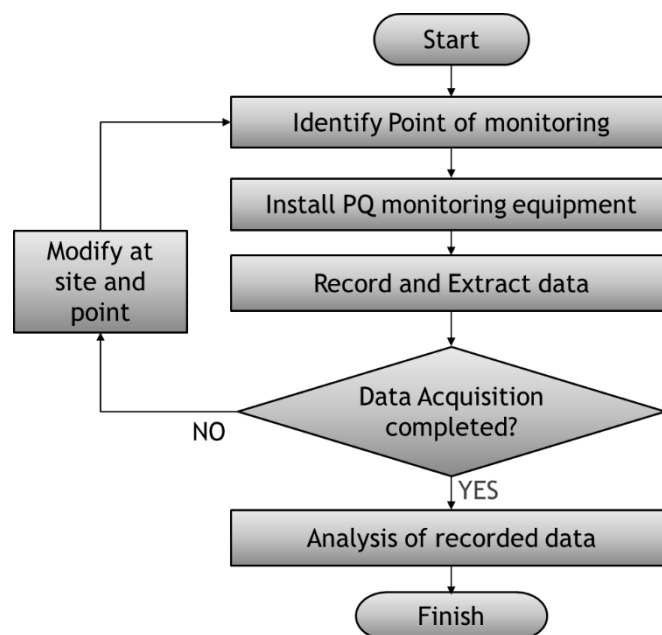 Start
Identify Point of monitoring
Install PQ monitoring equipment
Modify at
site and
point
Record and Extract data
Data Acquisition
completed?
NO
YES
Analysis of recorded data
Finish